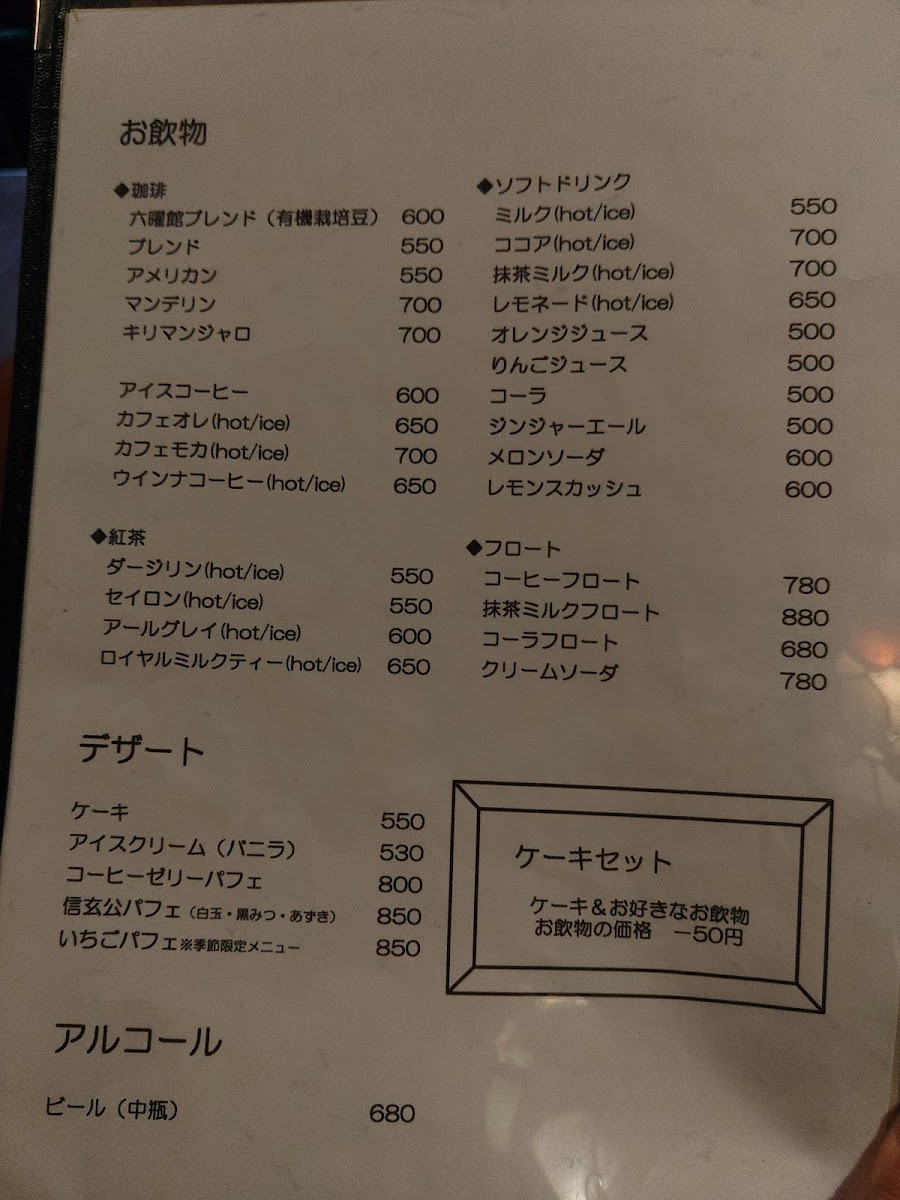 お飲物
◆珈琲
六曜館ブレンド（有機栽培豆） 600
ブレンド 550
アメリカン 550
マンデリン 700
キリマンジャロ 700
アイスコーヒー 600
カフェオレ(hot/ice) 650
カフェモカ(hot/ice) 700
ウインナコーヒー(hot/ice) 650
◆紅茶
ダージリン(hot/ice) 550
セイロン(hot/ice) 550
アールグレイ(hot/ice) 600
ロイヤルミルクティー(hot/ice) 650
◆ソフトドリンク
ミルク(hot/ice) 550
ココア(hot/ice) 700
抹茶ミルク(hot/ice) 700
レモネード(hot/ice) 650
オレンジジュース 500
りんごジュース 500
コーラ 500
ジンジャーエール 500
メロンソーダ 600
レモンスカッシュ 600
◆フロート
コーヒーフロート 780
抹茶ミルクフロート 880
コーラフロート 680
クリームソーダ 780
デザート
ケーキ 550
アイスクリーム（バニラ） 530
コーヒーゼリーパフェ 800
信玄公パフェ（白玉・黒みつ・あずき） 850
いちごパフェ※季節限定メニュー 850
ケーキセット
ケーキ＆お好きなお飲物
お飲物の価格 －50円
アルコール
ビール（中瓶） 680